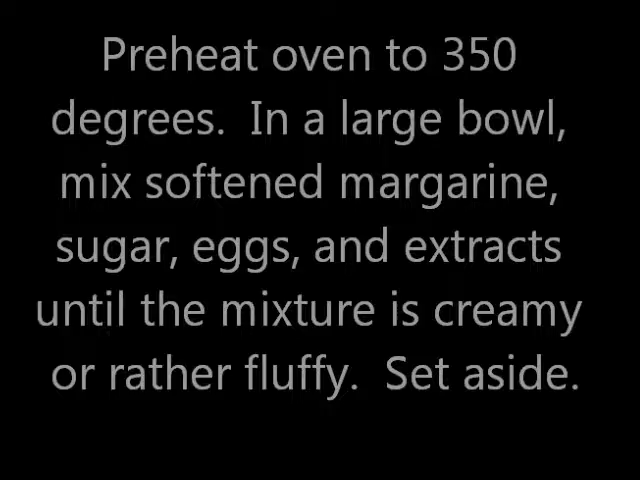 Preheat oven to 350
degrees.  In a large bowl,
mix softened margarine,
sugar, eggs, and extracts
until the mixture is creamy
or rather fluffy.  Set aside.